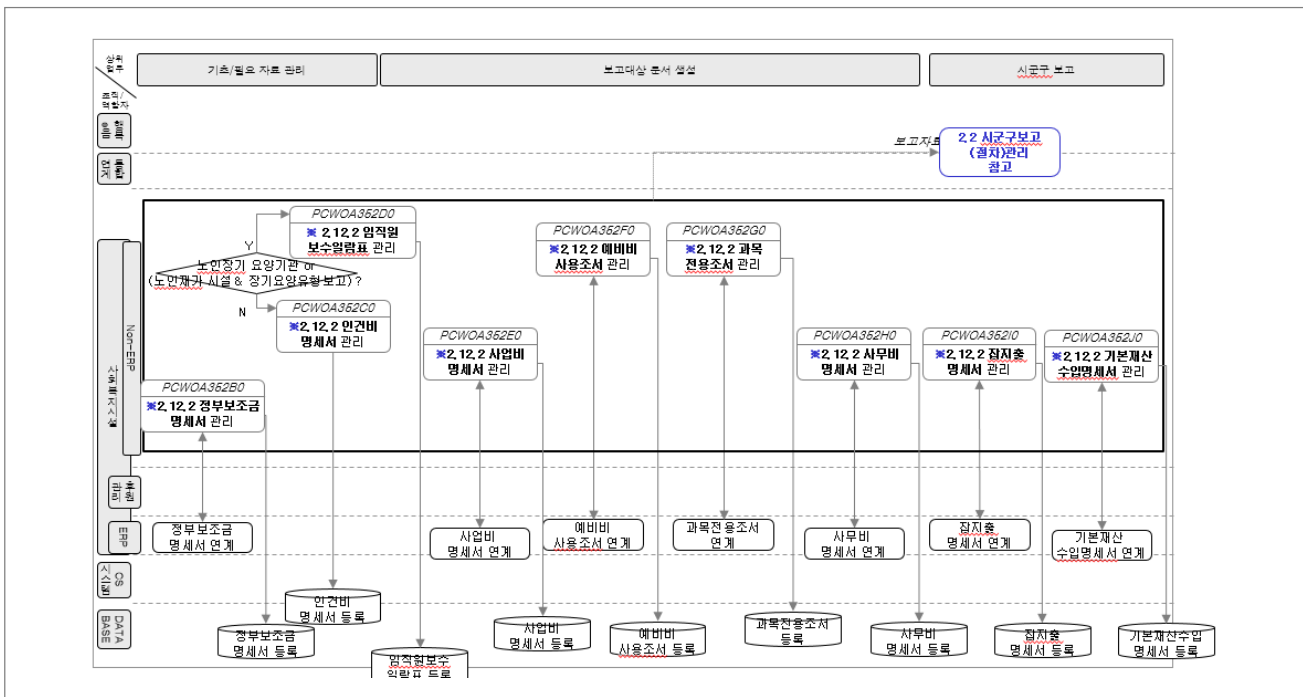 상위
업무
조직/
역할자
기초/필요 자료 관리
보고대상 문서 생성
시군구 보고
행복
이음
통합
연계
보고자료
2.2 시군구보고
(절차)관리
참고
사회복지시설
Non-ERP
PCWOA352D0
※ 2.12.2 임직원
보수일람표 관리
Y
노인장기 요양기관 or
(노인재가 시설 & 장기요양유형보고) ?
N
PCWOA352C0
※2.12.2 인건비
명세서 관리
PCWOA352B0
※2.12.2 정부보조금
명세서 관리
PCWOA352E0
※2.12.2 사업비
명세서 관리
PCWOA352F0
※2.12.2 예비비
사용조서 관리
PCWOA352G0
※2.12.2 과목
전용조서 관리
PCWOA352H0
※2.12.2 사무비
명세서 관리
PCWOA352I0
※2.12.2 잡지출
명세서 관리
PCWOA352J0
※2.12.2 기본재산
수입명세서 관리
후원
관리
ERP
정부보조금
명세서 연계
사업비
명세서 연계
예비비
사용조서 연계
과목전용조서
연계
사무비
명세서 연계
잡지출
명세서 연계
기본재산
수입명세서 연계
CS
시스템
DATA
BASE
정부보조금
명세서 등록
인건비
명세서 등록
임직원보수
일람표 등록
사업비
명세서 등록
예비비
사용조서 등록
과목전용조서
등록
사무비
명세서 등록
잡지출
명세서 등록
기본재산수입
명세서 등록